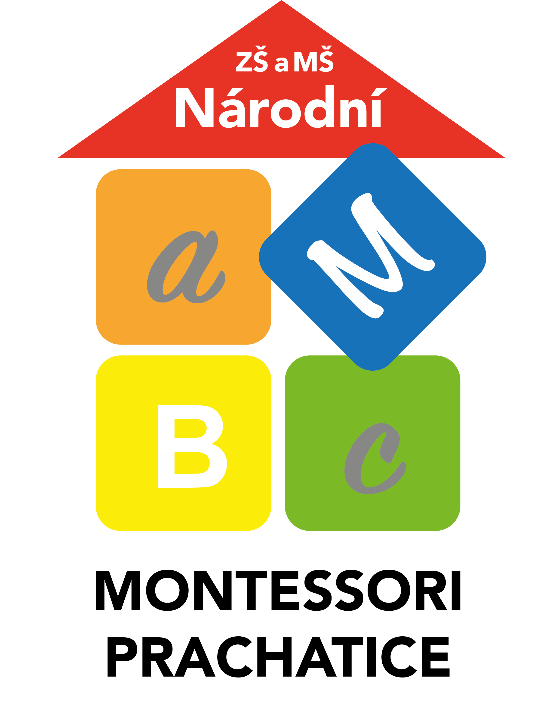 ZŠ a MŠ
Národní
a M
B c
MONTESSORI
PRACHATICE